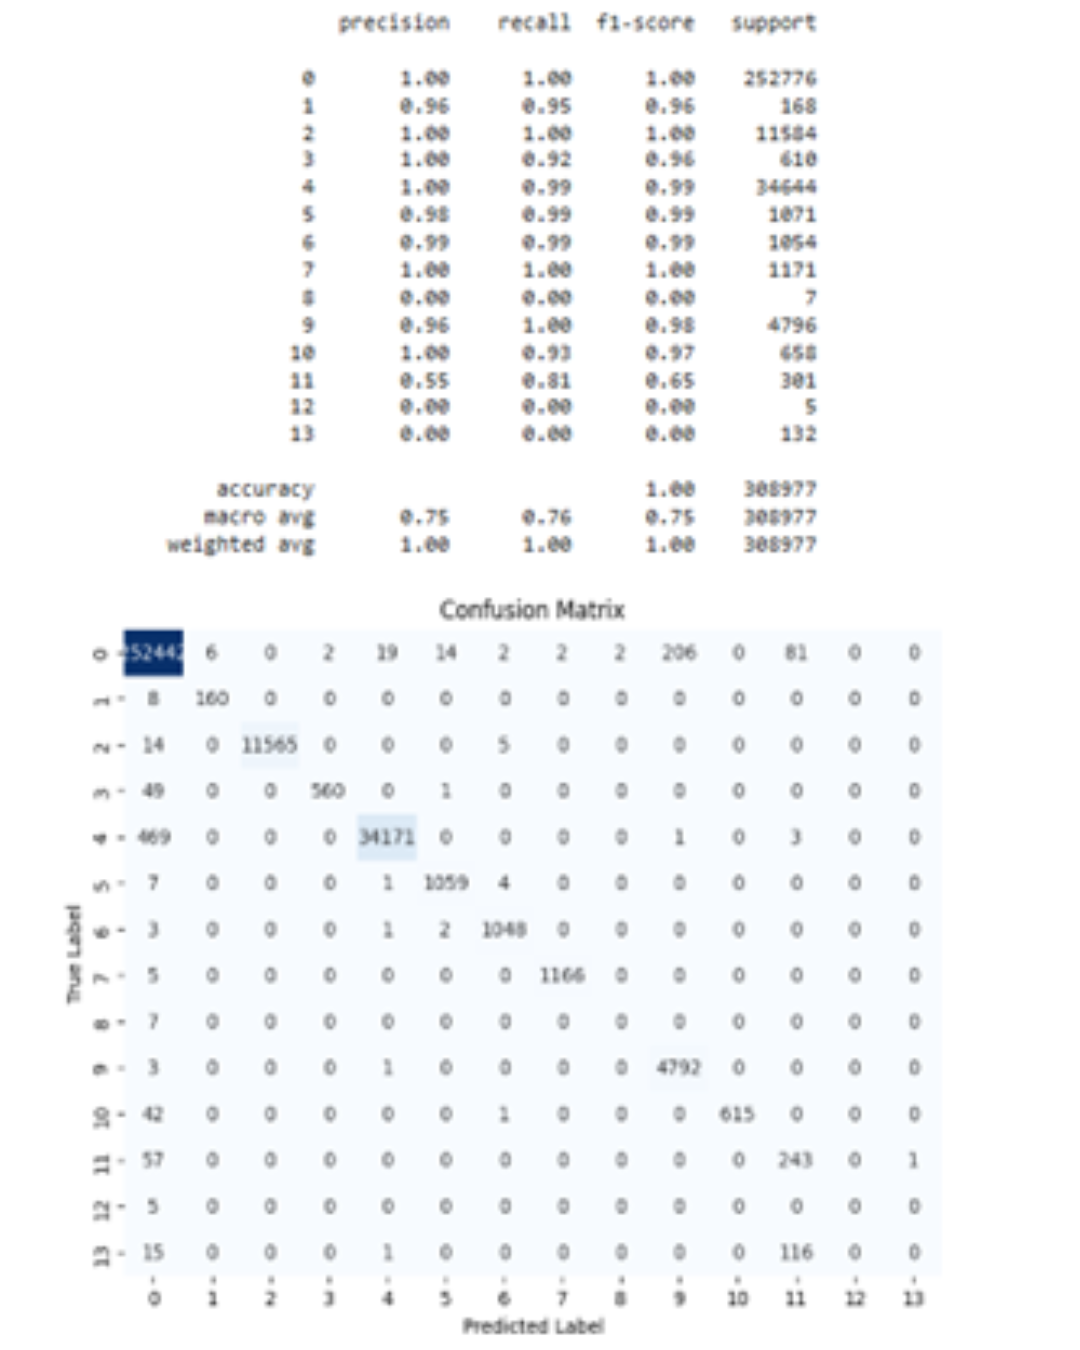 precision recall f1-score support
0 1.00 1.00 1.00 252776
1 0.96 0.95 0.96 168
2 1.00 1.00 1.00 11584
3 1.00 0.92 0.96 610
4 1.00 0.99 0.99 34644
5 0.98 0.99 0.99 1071
6 0.99 0.99 0.99 1054
7 1.00 1.00 1.00 1171
8 0.00 0.00 0.00 7
9 0.96 1.00 0.98 4796
10 1.00 0.93 0.97 658
11 0.55 0.81 0.65 301
12 0.00 0.00 0.00 5
13 0.00 0.00 0.00 132
accuracy 1.00 308977
macro avg 0.75 0.76 0.75 308977
weighted avg 1.00 1.00 1.00 308977
Confusion Matrix
0 52442 6 0 2 19 14 2 2 2 206 0 81 0 0
1 8 160 0 0 0 0 0 0 0 0 0 0 0 0
2 14 0 11565 0 0 0 5 0 0 0 0 0 0 0
3 49 0 0 560 0 1 0 0 0 0 0 0 0 0
4 469 0 0 0 34171 0 0 0 0 1 0 3 0 0
5 7 0 0 0 1 1059 4 0 0 0 0 0 0 0
6 3 0 0 0 1 2 1048 0 0 0 0 0 0 0
7 5 0 0 0 0 0 0 1166 0 0 0 0 0 0
8 7 0 0 0 0 0 0 0 0 0 0 0 0 0
9 3 0 0 0 1 0 0 0 0 4792 0 0 0 0
10 42 0 0 0 0 0 1 0 0 0 615 0 0 0
11 57 0 0 0 0 0 0 0 0 0 0 243 0 1
12 5 0 0 0 0 0 0 0 0 0 0 0 0 0
13 15 0 0 0 1 0 0 0 0 0 0 116 0 0
True Label
0 1 2 3 4 5 6 7 8 9 10 11 12 13
Predicted Label